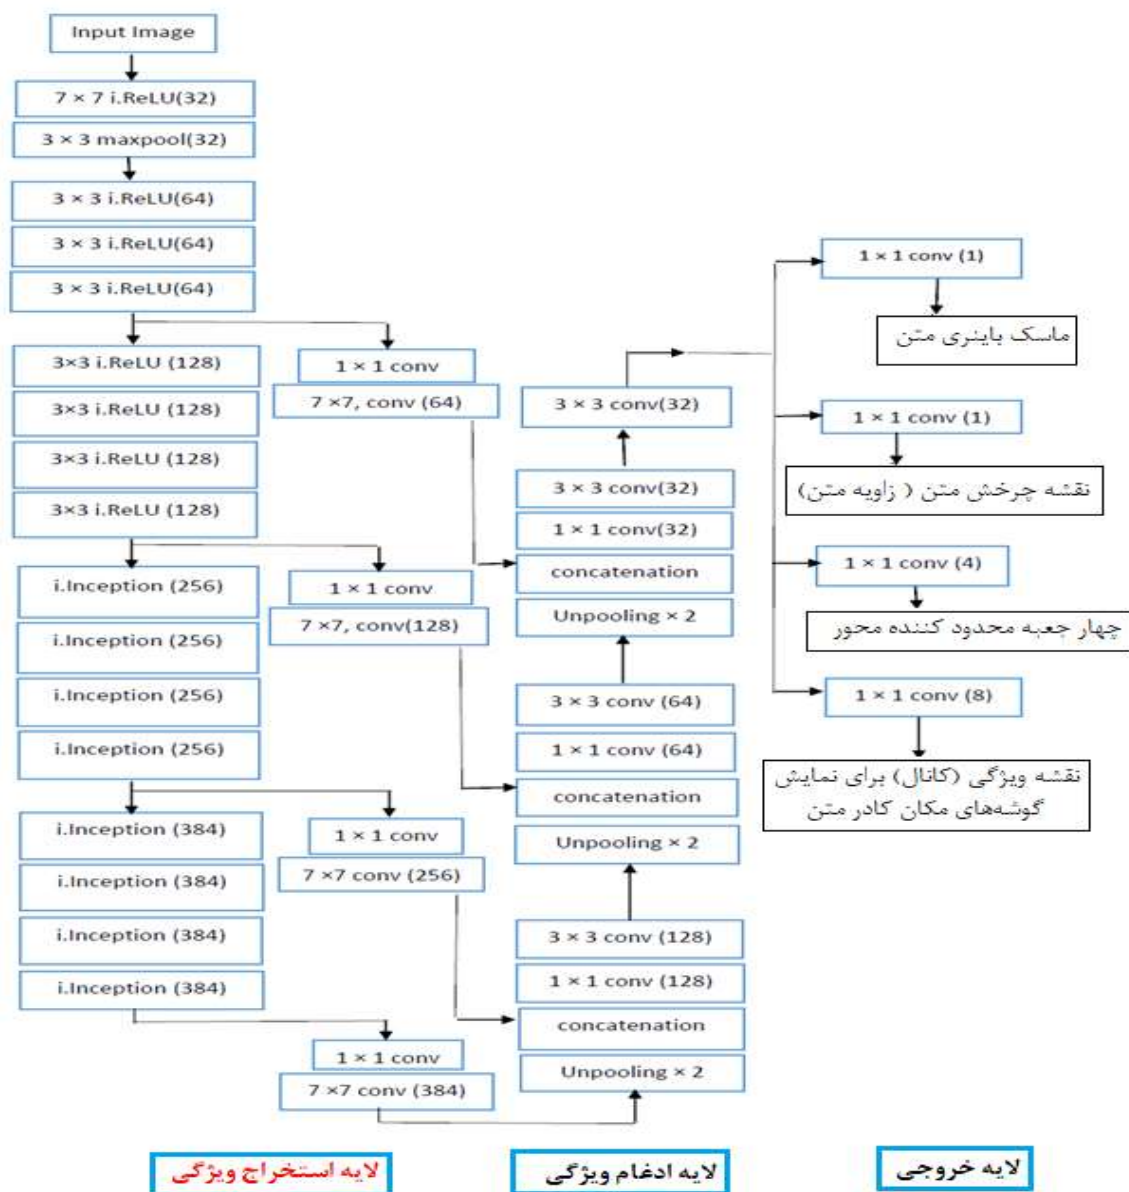 Input Image
7 × 7 i.ReLU(32)
3 × 3 maxpool(32)
3 × 3 i.ReLU(64)
3 × 3 i.ReLU(64)
3 × 3 i.ReLU(64)
3×3 i.ReLU (128)
3×3 i.ReLU (128)
3×3 i.ReLU (128)
3×3 i.ReLU (128)
i.Inception (256)
i.Inception (256)
i.Inception (256)
i.Inception (256)
i.Inception (384)
i.Inception (384)
i.Inception (384)
i.Inception (384)
1 × 1 conv
7 ×7, conv (64)
1 × 1 conv
7 ×7, conv(128)
1 × 1 conv
7 ×7 conv (256)
1 × 1 conv
7 ×7 conv (384)
3 × 3 conv(32)
3 × 3 conv(32)
1 × 1 conv(32)
concatenation
Unpooling × 2
3 × 3 conv (64)
1 × 1 conv (64)
concatenation
Unpooling × 2
3 × 3 conv (128)
1 × 1 conv (128)
concatenation
Unpooling × 2
1 × 1 conv (1)
ماسک باینری متن
1 × 1 conv (1)
نقشه چرخش متن ( زاویه متن)
1 × 1 conv (4)
چهار جعبه محدود کننده محور
1 × 1 conv (8)
نقشه ویژگی (کانال) برای نمایش
گوشه‌های مکان کادر متن
لایه استخراج ویژگی
لایه ادغام ویژگی
لایه خروجی